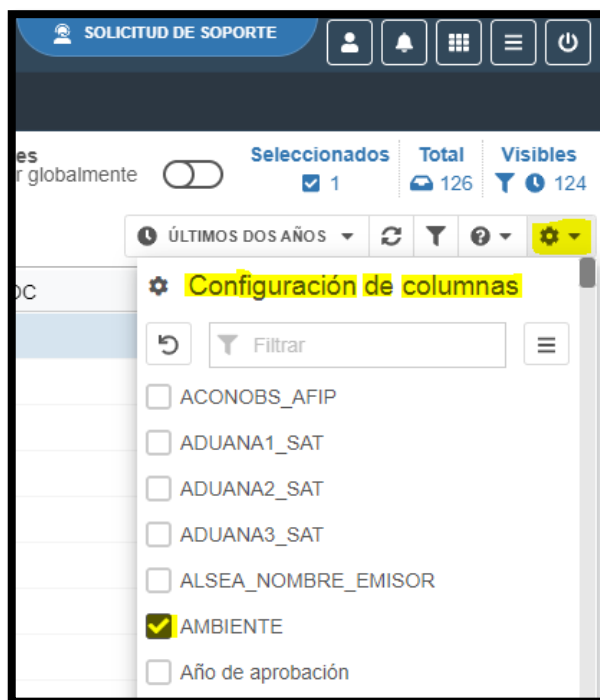 SOLICITUD DE SOPORTE
es
r globalmente
Seleccionados
1
Total
126
Visibles
124
ÚLTIMOS DOS AÑOS
OC
Configuración de columnas
Filtrar
ACONOBS_AFIP
ADUANA1_SAT
ADUANA2_SAT
ADUANA3_SAT
ALSEA_NOMBRE_EMISOR
AMBIENTE
Año de aprobación